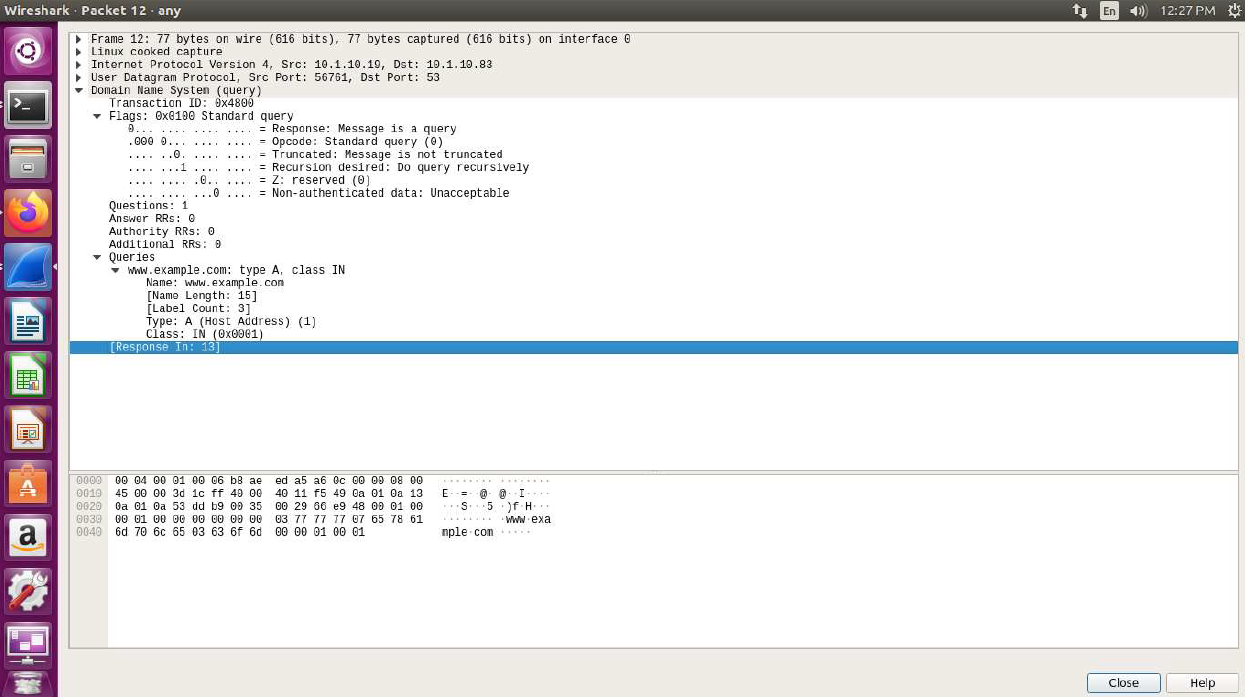 Wireshark · Packet 12 · any
En
12:27 PM
Frame 12: 77 bytes on wire (616 bits), 77 bytes captured (616 bits) on interface 0
Linux cooked capture
Internet Protocol Version 4, Src: 10.1.10.19, Dst: 10.1.10.83
User Datagram Protocol, Src Port: 56761, Dst Port: 53
Domain Name System (query)
Transaction ID: 0x4800
Flags: 0x0100 Standard query
0... .... .... .... = Response: Message is a query
.000 0... .... .... = Opcode: Standard query (0)
.... ..0. .... .... = Truncated: Message is not truncated
.... ...1 .... .... = Recursion desired: Do query recursively
.... .... .0.. .... = Z: reserved (0)
.... .... ...0 .... = Non-authenticated data: Unacceptable
Questions: 1
Answer RRs: 0
Authority RRs: 0
Additional RRs: 0
Queries
www.example.com: type A, class IN
Name: www.example.com
[Name Length: 15]
[Label Count: 3]
Type: A (Host Address) (1)
Class: IN (0x0001)
[Response In: 13]
0000 00 04 00 01 00 06 b8 ae ed a5 a6 0c 00 00 08 00 ········ ········
0010 45 00 00 3d 1c ff 40 00 40 11 f5 49 0a 01 0a 13 E··=··@· @··I····
0020 0a 01 0a 53 dd b9 00 35 00 29 66 e9 48 00 01 00 ···S···5 ·)f·H···
0030 00 01 00 00 00 00 00 00 03 77 77 77 07 65 78 61 ········ ·www·exa
0040 6d 70 6c 65 03 63 6f 6d 00 00 01 00 01 mple·com ·····
Close
Help